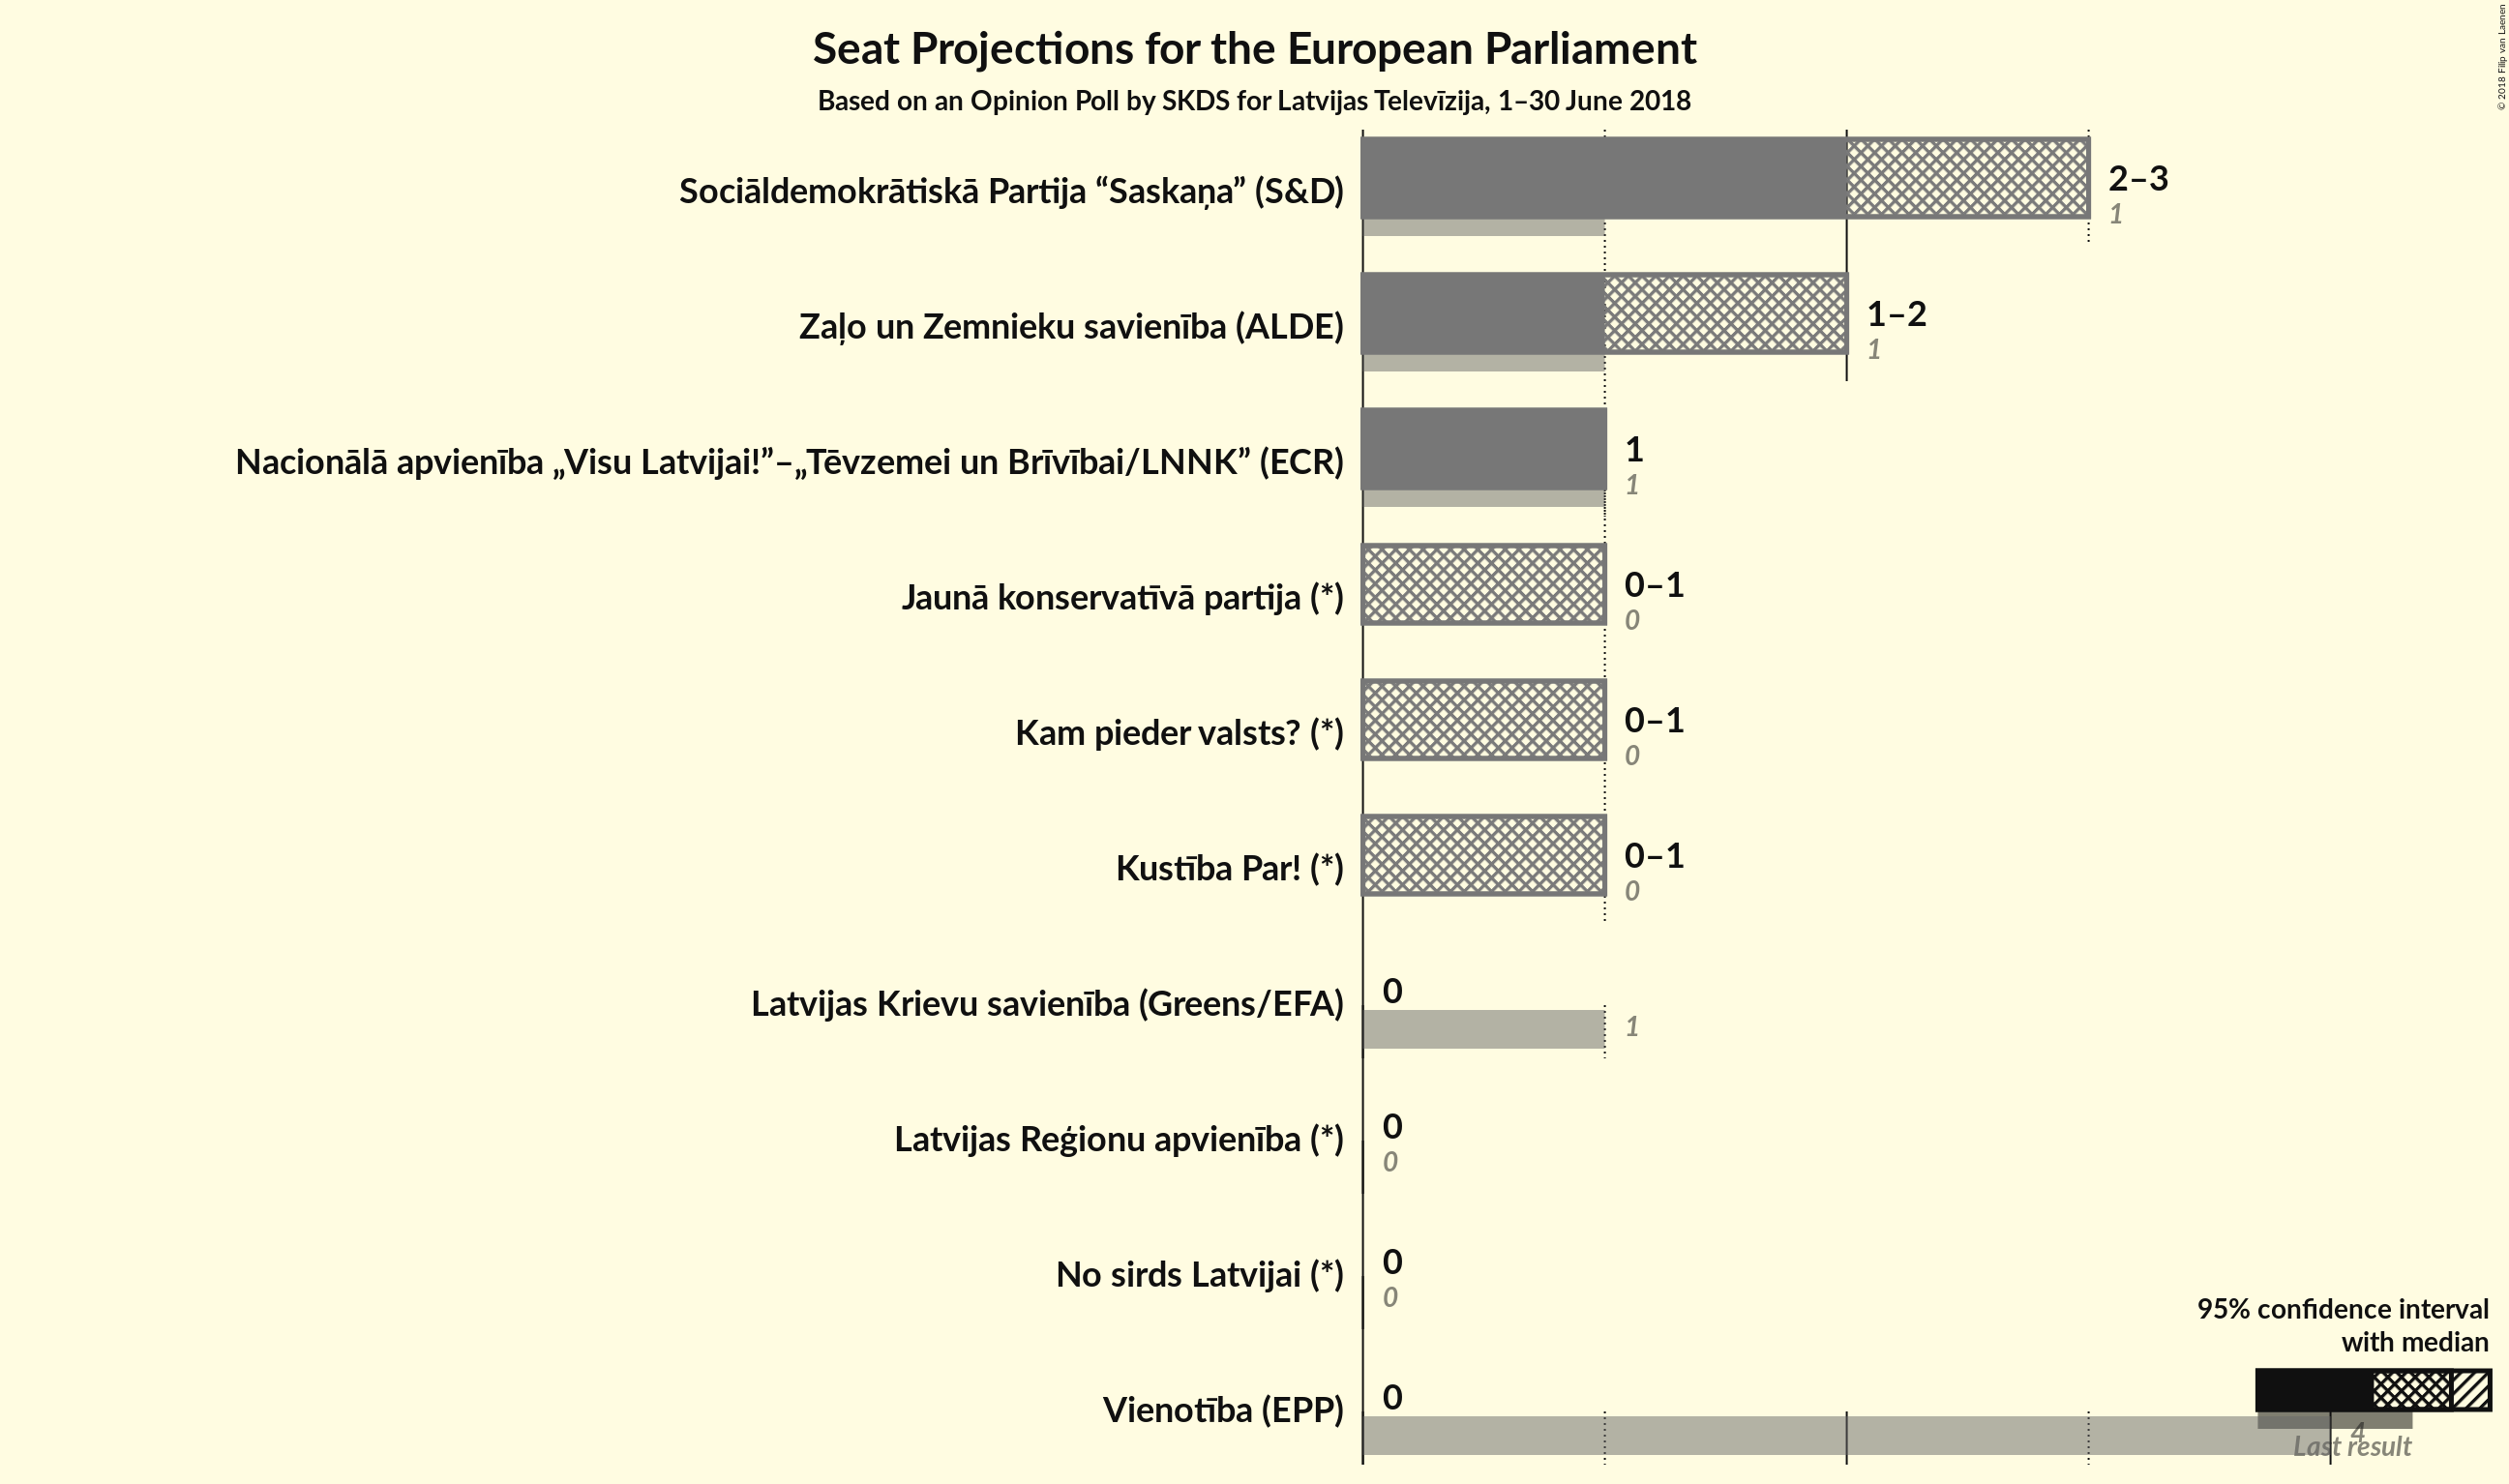 Seat Projections for the European Parliament
Based on an Opinion Poll by SKDS for Latvijas Televīzija, 1–30 June 2018
© 2018 Filip van Laenen
Sociāldemokrātiskā Partija “Saskaņa” (S&D)
2–3
1
Zaļo un Zemnieku savienība (ALDE)
1–2
1
Nacionālā apvienība „Visu Latvijai!”–„Tēvzemei un Brīvībai/LNNK” (ECR)
1
1
Jaunā konservatīvā partija (*)
0–1
0
Kam pieder valsts? (*)
0–1
0
Kustība Par! (*)
0–1
0
Latvijas Krievu savienība (Greens/EFA)
0
1
Latvijas Reģionu apvienība (*)
0
0
No sirds Latvijai (*)
0
0
Vienotība (EPP)
0
4
95% confidence interval
with median
Last result